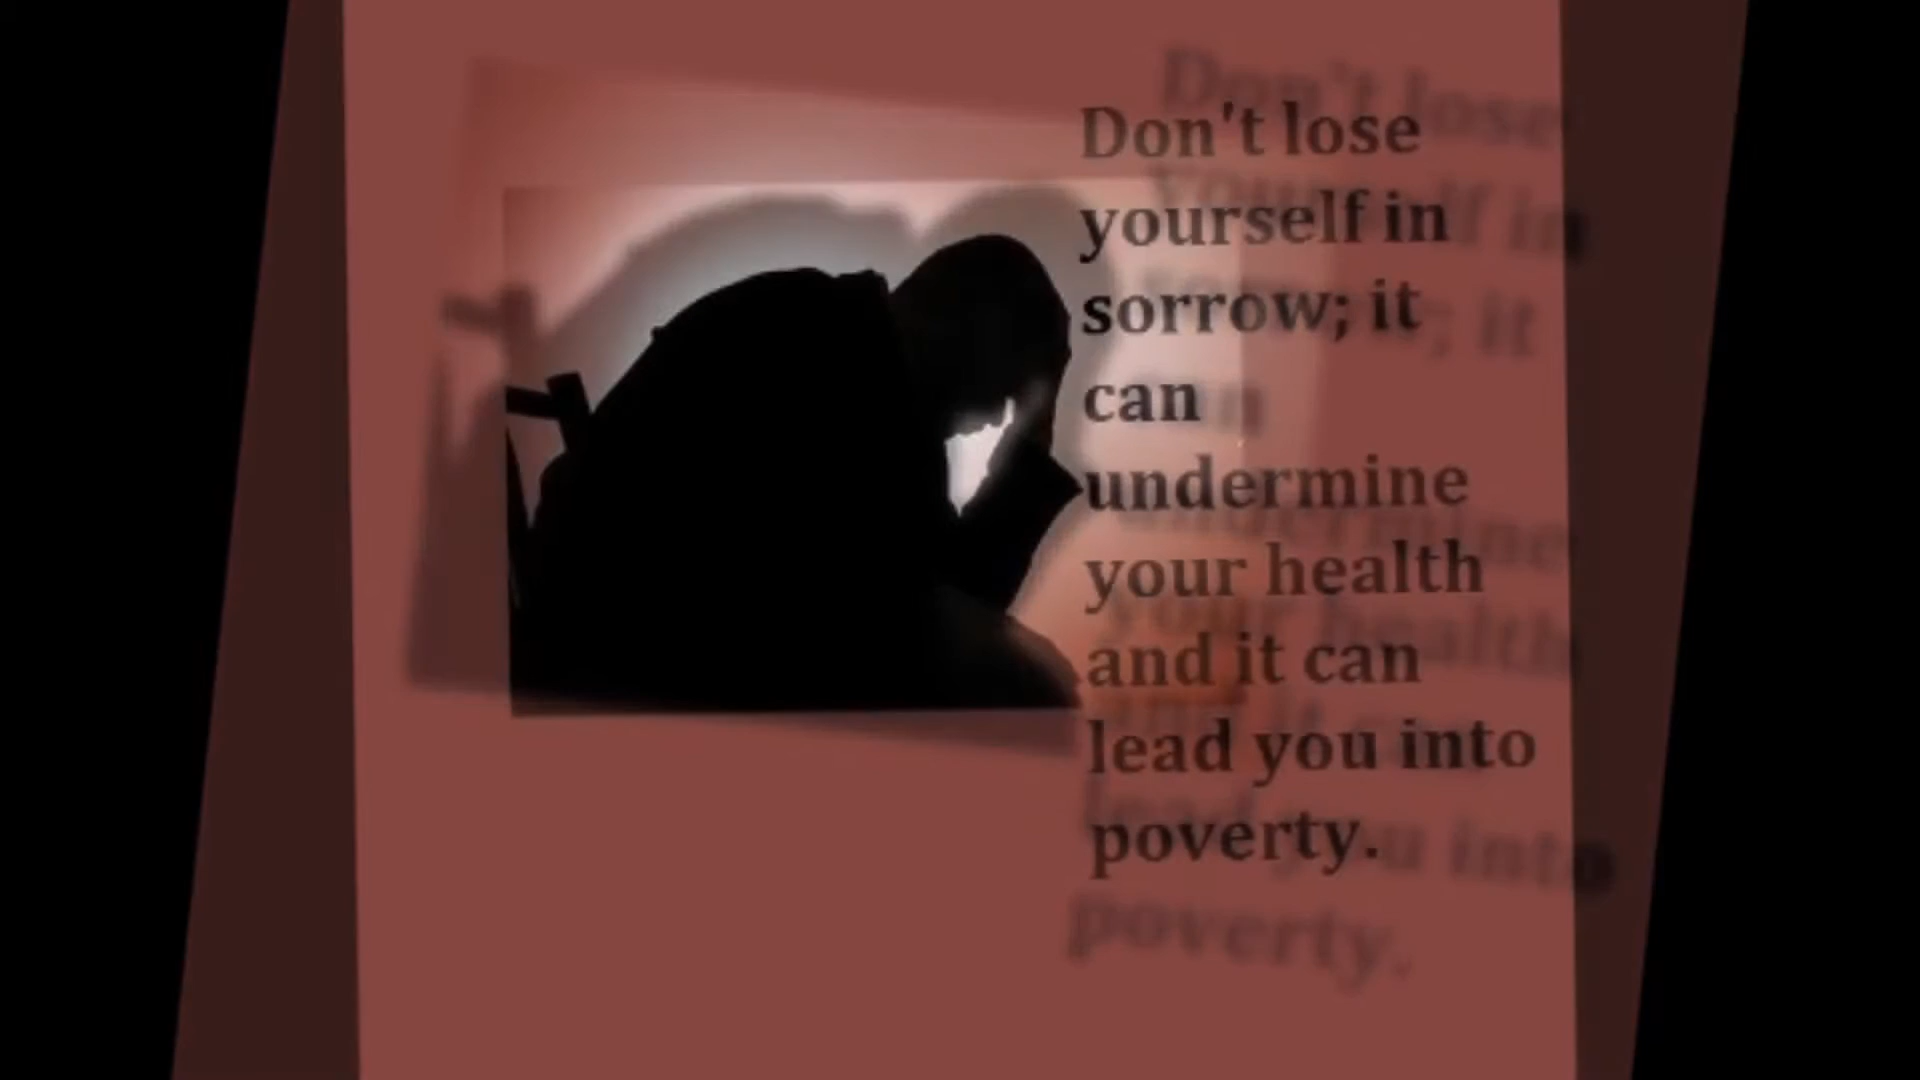 Don't lose
yourself in
sorrow; it
can
undermine
your health
and it can
lead you into
poverty.